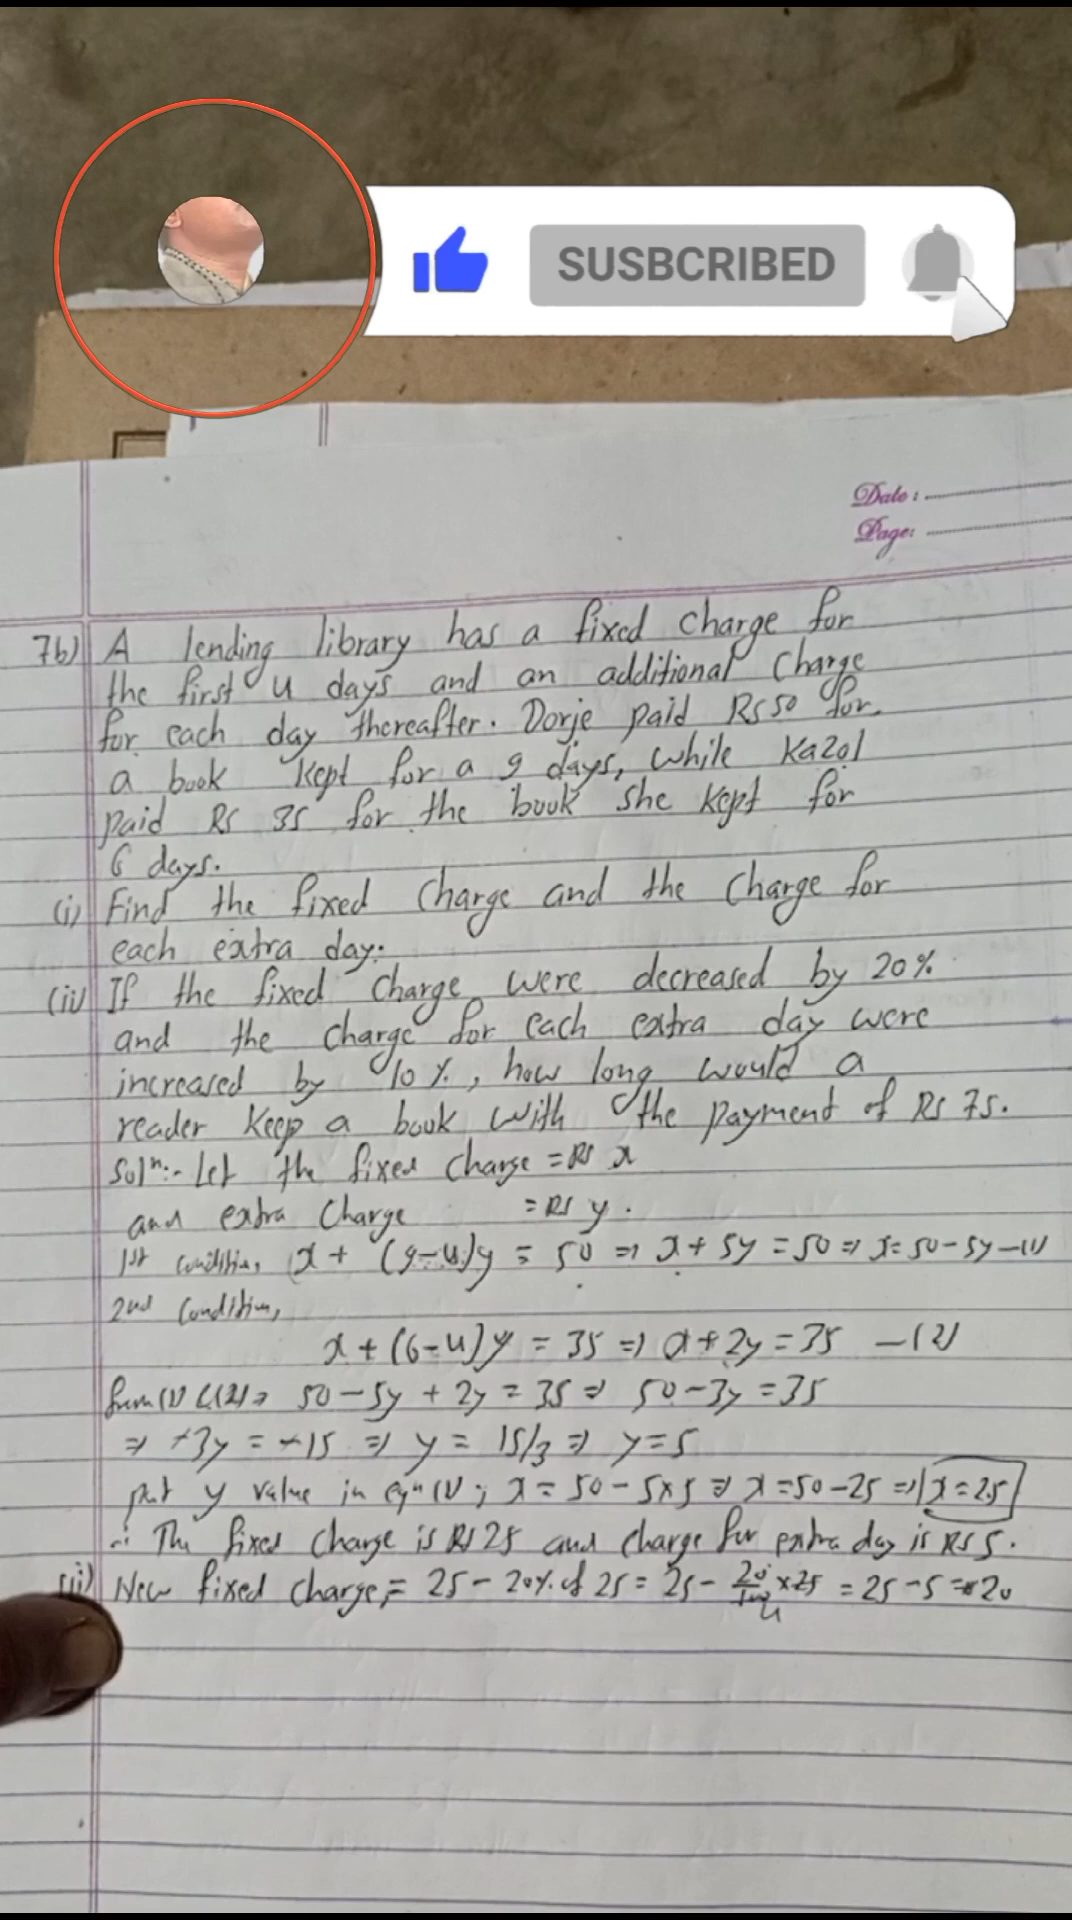 SUSBCRIBED
Date:
Page:
7b) A lending library has a fixed charge for
the first 4 days and an additional charge
for each day thereafter. Dorje paid Rs 50 for
a book kept for a 9 days, while Kazol
paid Rs 35 for the book she kept for
6 days.
(i) Find the fixed charge and the charge for
each extra day.
(ii) If the fixed charge were decreased by 20%
and the charge for each extra day were
increased by 10%, how long would a
reader keep a book with the payment of Rs 75.
Solⁿ:- Let the fixed charge = Rs x
and extra charge = Rs y.
1st condition, x + (9-4)y = 50 ⇒ x + 5y = 50 ⇒ x = 50 - 5y -(1)
2nd condition,
x + (6-4)y = 35 ⇒ x + 2y = 35 -(2)
from (1) & (2) ⇒ 50 - 5y + 2y = 35 ⇒ 50 - 3y = 35
⇒ -3y = -15 ⇒ y = 15/3 ⇒ y = 5
put y value in eqⁿ (1); x = 50 - 5×5 ⇒ x = 50 - 25 ⇒ x = 25
∴ The fixed charge is Rs 25 and charge for extra day is Rs 5.
(ii) New fixed charge, = 25 - 20% of 25 = 25 - 20/100 × 25 = 25 - 5 = 20